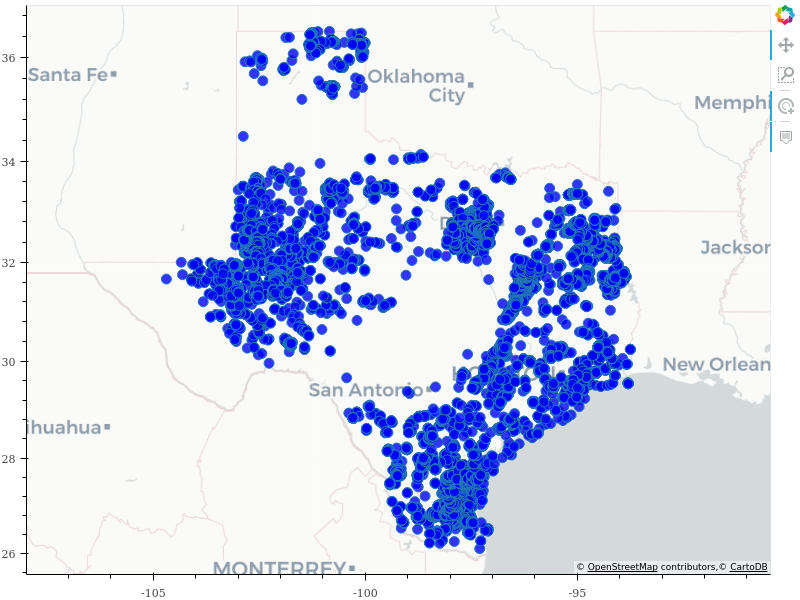 36
Santa Fe
Oklahoma
City
Memphi
34
Jackson
32
30
New Orlean
San Antonio
ihuahua
28
26
MONTERREY
© OpenStreetMap contributors,© CartoDB
-105
-100
-95